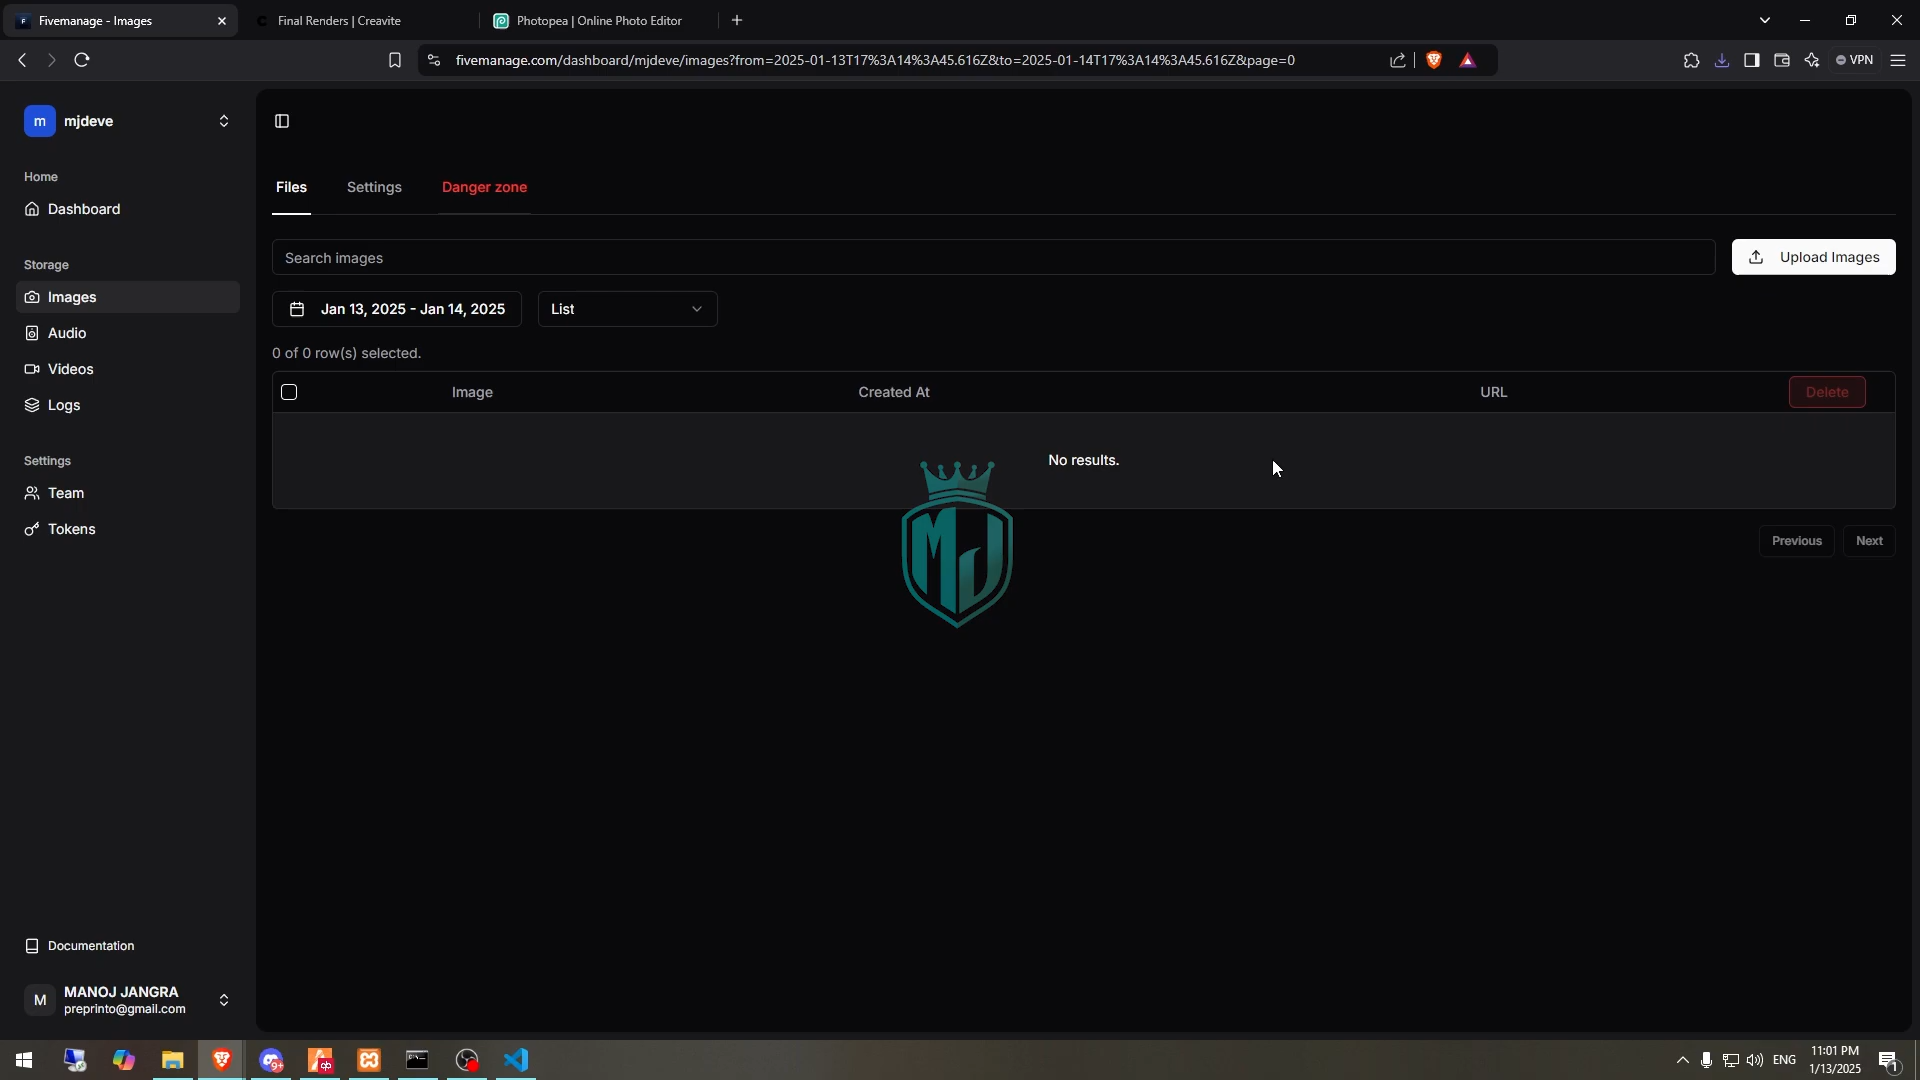 Fivemanage - Images
Final Renders | Creavite
Photopea | Online Photo Editor
fivemanage.com/dashboard/mjdeve/images?from=2025-01-13T17%3A14%3A45.616Z&to=2025-01-14T17%3A14%3A45.616Z&page=0
VPN
m
mjdeve
Home
Dashboard
Storage
Images
Audio
Videos
Logs
Settings
Team
Tokens
Documentation
M
MANOJ JANGRA
preprinto@gmail.com
Files
Settings
Danger zone
Search images
Upload Images
Jan 13, 2025 - Jan 14, 2025
List
0 of 0 row(s) selected.
Image
Created At
URL
Delete
No results.
MJ
Previous
Next
9+
ENG
11:01 PM
1/13/2025
1